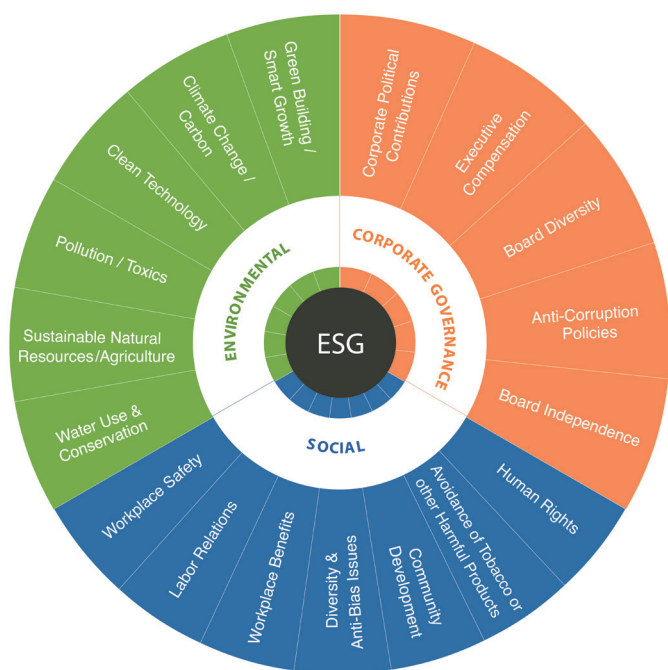 Green Building /
Smart Growth
Climate Change /
Carbon
Clean Technology
Pollution / Toxics
Sustainable Natural
Resources/Agriculture
Water Use &
Conservation
ENVIRONMENTAL
Corporate Political
Contributions
Executive
Compensation
Board Diversity
Anti-Corruption
Policies
Board Independence
CORPORATE GOVERNANCE
ESG
SOCIAL
Workplace Safety
Labor Relations
Workplace Benefits
Diversity &
Anti-Bias Issues
Community
Development
Avoidance of Tobacco or
other Harmful Products
Human Rights